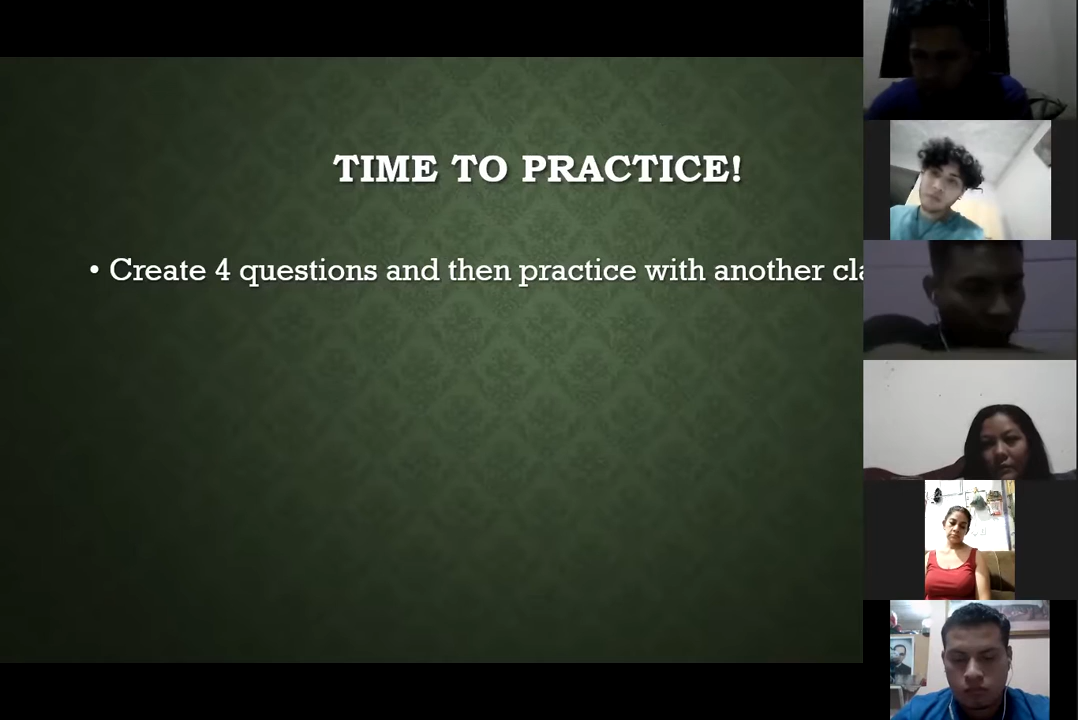 TIME TO PRACTICE!
• Create 4 questions and then practice with another